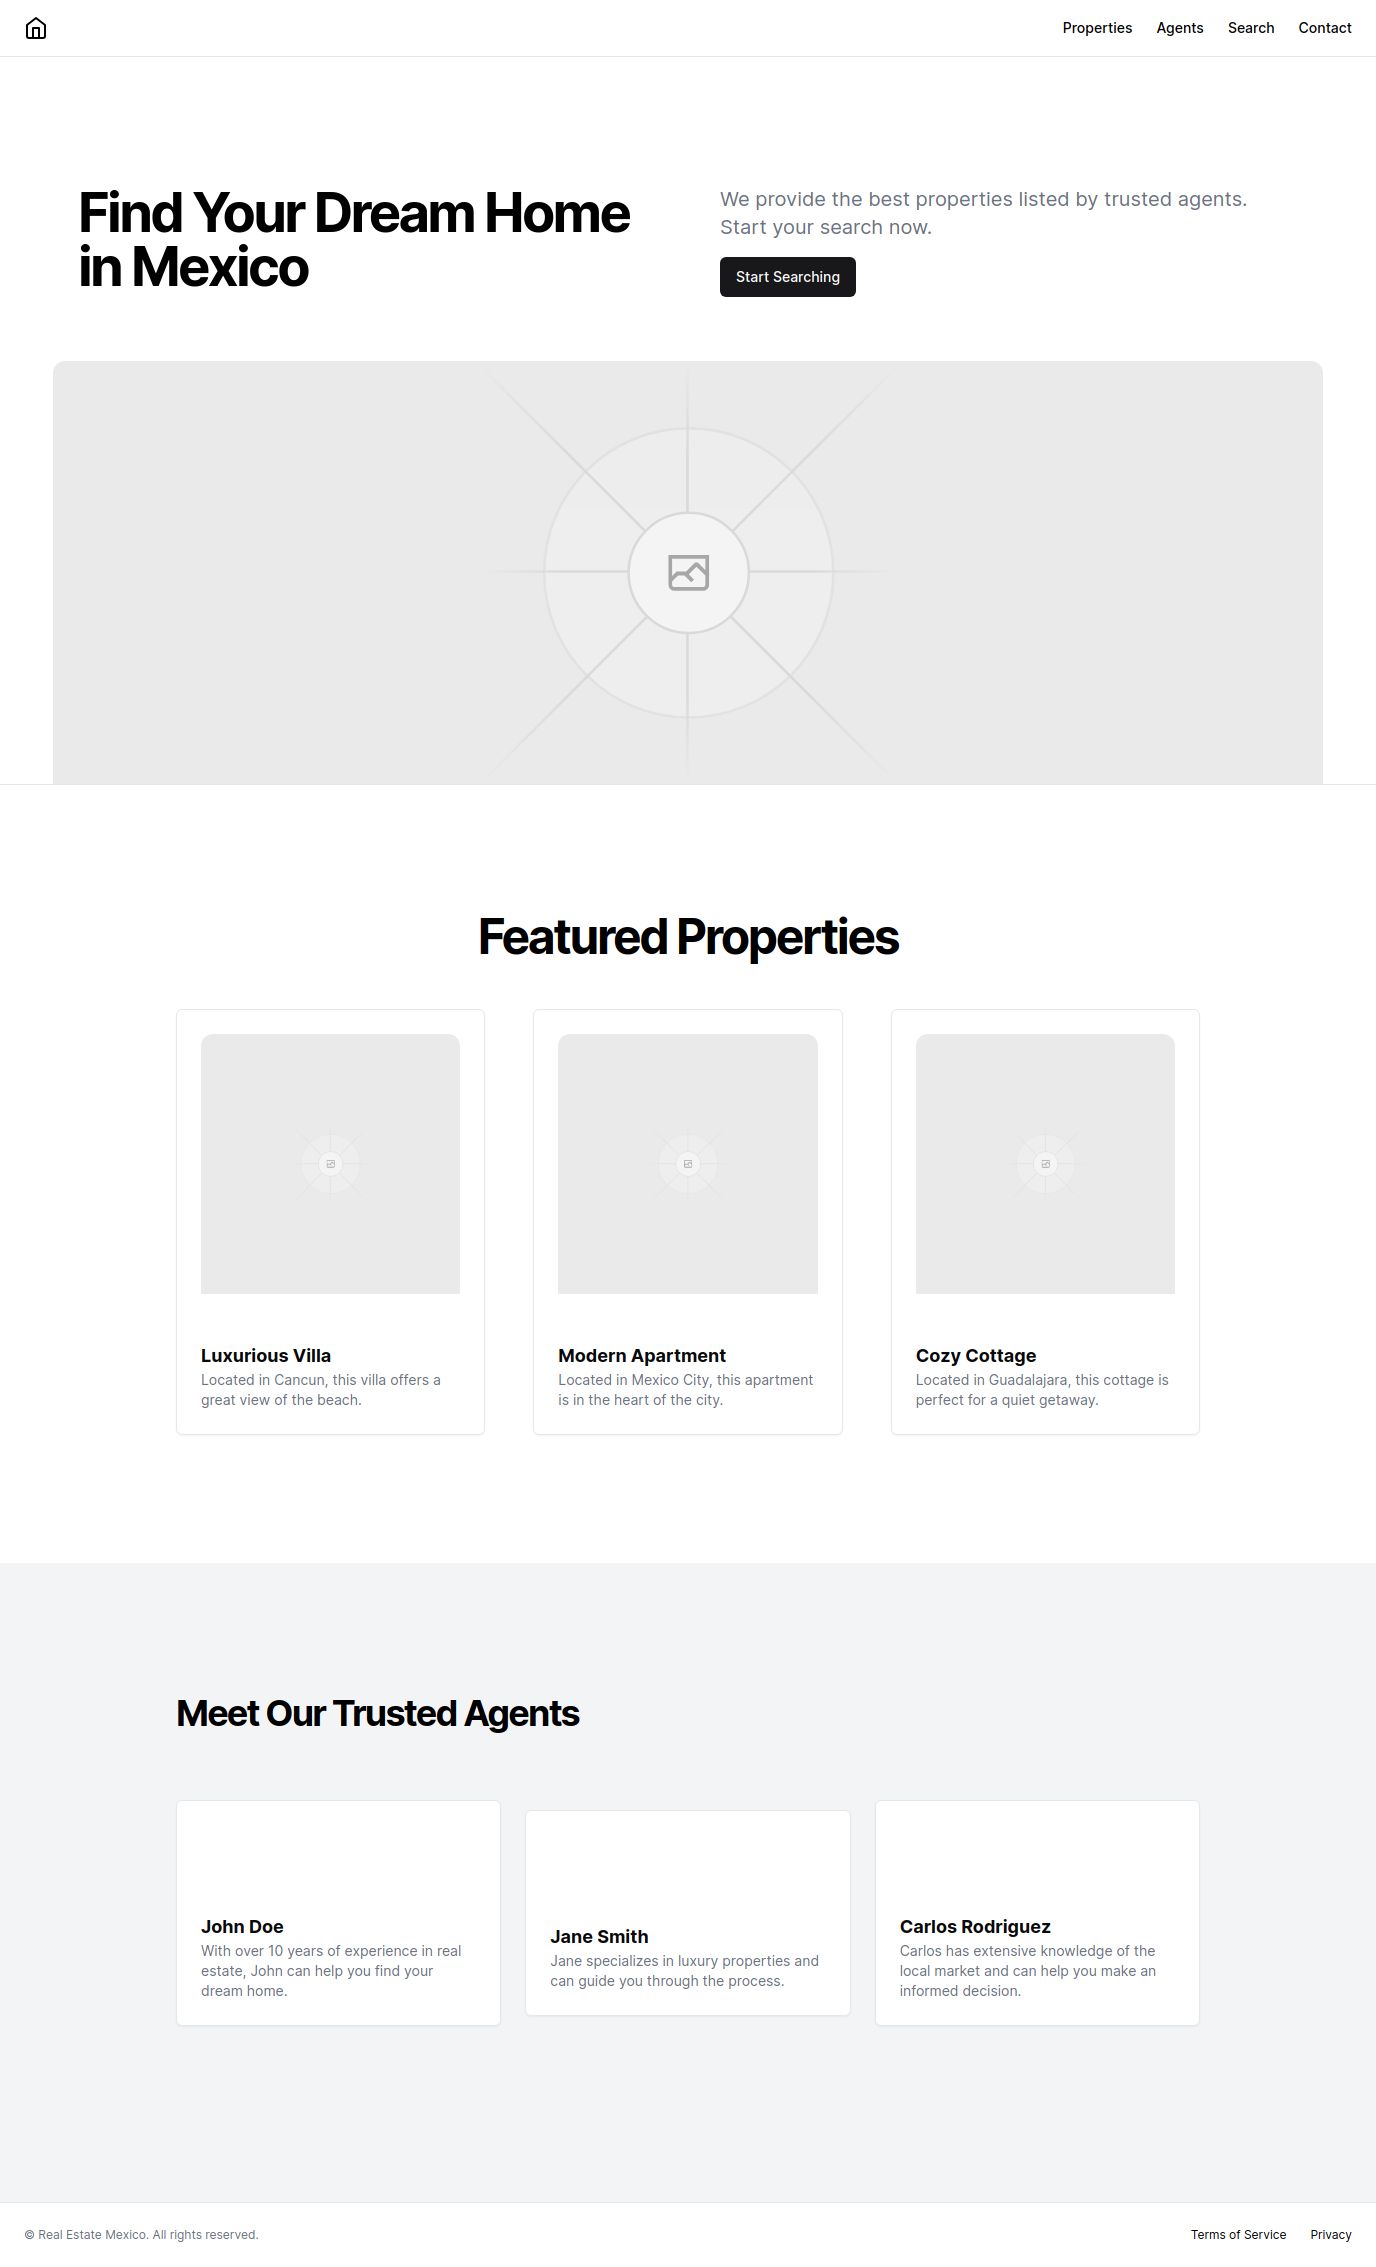 Properties
Agents
Search
Contact
Find Your Dream Home
in Mexico
We provide the best properties listed by trusted agents.
Start your search now.
Start Searching
Featured Properties
Luxurious Villa
Located in Cancun, this villa offers a
great view of the beach.
Modern Apartment
Located in Mexico City, this apartment
is in the heart of the city.
Cozy Cottage
Located in Guadalajara, this cottage is
perfect for a quiet getaway.
Meet Our Trusted Agents
John Doe
With over 10 years of experience in real
estate, John can help you find your
dream home.
Jane Smith
Jane specializes in luxury properties and
can guide you through the process.
Carlos Rodriguez
Carlos has extensive knowledge of the
local market and can help you make an
informed decision.
© Real Estate Mexico. All rights reserved.
Terms of Service
Privacy